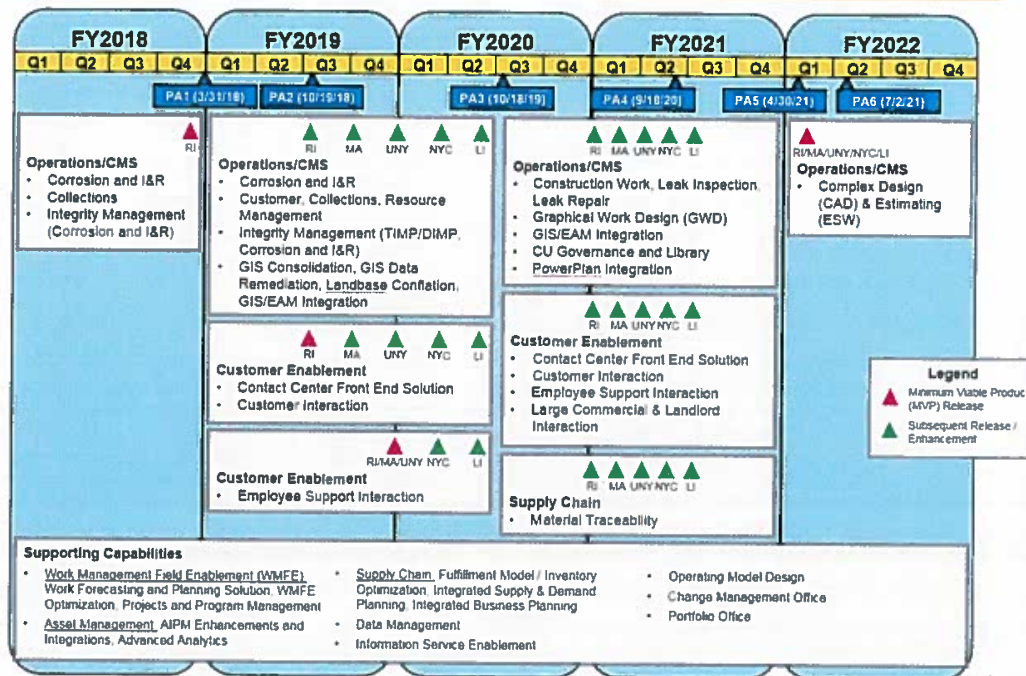 FY2018 FY2019 FY2020 FY2021 FY2022
Q1 Q2 Q3 Q4 Q1 Q2 Q3 Q4 Q1 Q2 Q3 Q4 Q1 Q2 Q3 Q4 Q1 Q2 Q3 Q4
PA1 (3/31/18) PA2 (10/19/18) PA3 (10/18/19) PA4 (9/18/20) PA5 (4/30/21) PA6 (7/2/21)
RI
Operations/CMS
• Corrosion and I&R
• Collections
• Integrity Management
(Corrosion and I&R)
RI MA UNY NYC LI
Operations/CMS
• Corrosion and I&R
• Customer, Collections, Resource
Management
• Integrity Management (TIMP/DIMP,
Corrosion and I&R)
• GIS Consolidation, GIS Data
Remediation, Landbase Conflation,
GIS/EAM Integration
RI MA UNY NYC LI
Customer Enablement
• Contact Center Front End Solution
• Customer Interaction
RI/MA/UNY NYC LI
Customer Enablement
• Employee Support Interaction
RI MA UNY NYC LI
Operations/CMS
• Construction Work, Leak Inspection,
Leak Repair
• Graphical Work Design (GWD)
• GIS/EAM Integration
• CU Governance and Library
• PowerPlan Integration
RI MA UNY NYC LI
Customer Enablement
• Contact Center Front End Solution
• Customer Interaction
• Employee Support Interaction
• Large Commercial & Landlord
Interaction
RI MA UNY NYC LI
Supply Chain
• Material Traceability
RI/MA/UNY/NYC/LI
Operations/CMS
• Complex Design
(CAD) & Estimating
(ESW)
Legend
Minimum Viable Produc
(MVP) Release
Subsequent Release /
Enhancement
Supporting Capabilities
• Work Management Field Enablement (WMFE)
Work Forecasting and Planning Solution, WMFE
Optimization, Projects and Program Management
• Asset Management AIPM Enhancements and
Integrations, Advanced Analytics
• Supply Chain Fulfillment Model / Inventory
Optimization, Integrated Supply & Demand
Planning, Integrated Business Planning
• Data Management
• Information Service Enablement
• Operating Model Design
• Change Management Office
• Portfolio Office